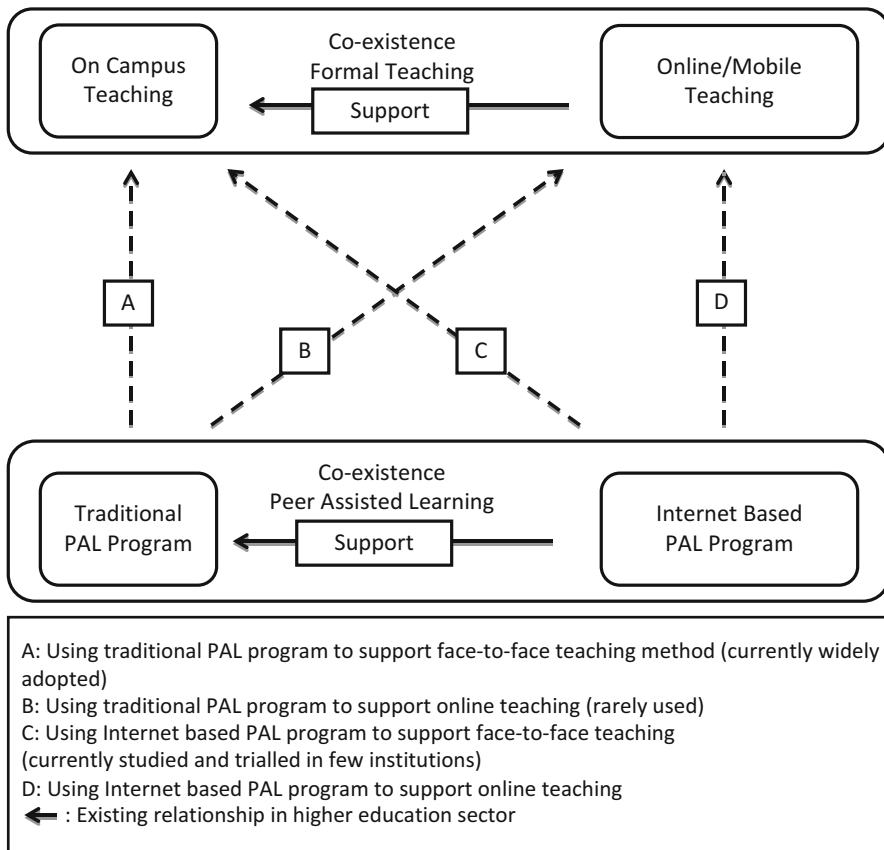 On Campus
Teaching
Co-existence
Formal Teaching
Support
Online/Mobile
Teaching
A
B
C
D
Traditional
PAL Program
Co-existence
Peer Assisted Learning
Support
Internet Based
PAL Program
A: Using traditional PAL program to support face-to-face teaching method (currently widely
adopted)
B: Using traditional PAL program to support online teaching (rarely used)
C: Using Internet based PAL program to support face-to-face teaching
(currently studied and trialled in few institutions)
D: Using Internet based PAL program to support online teaching
: Existing relationship in higher education sector